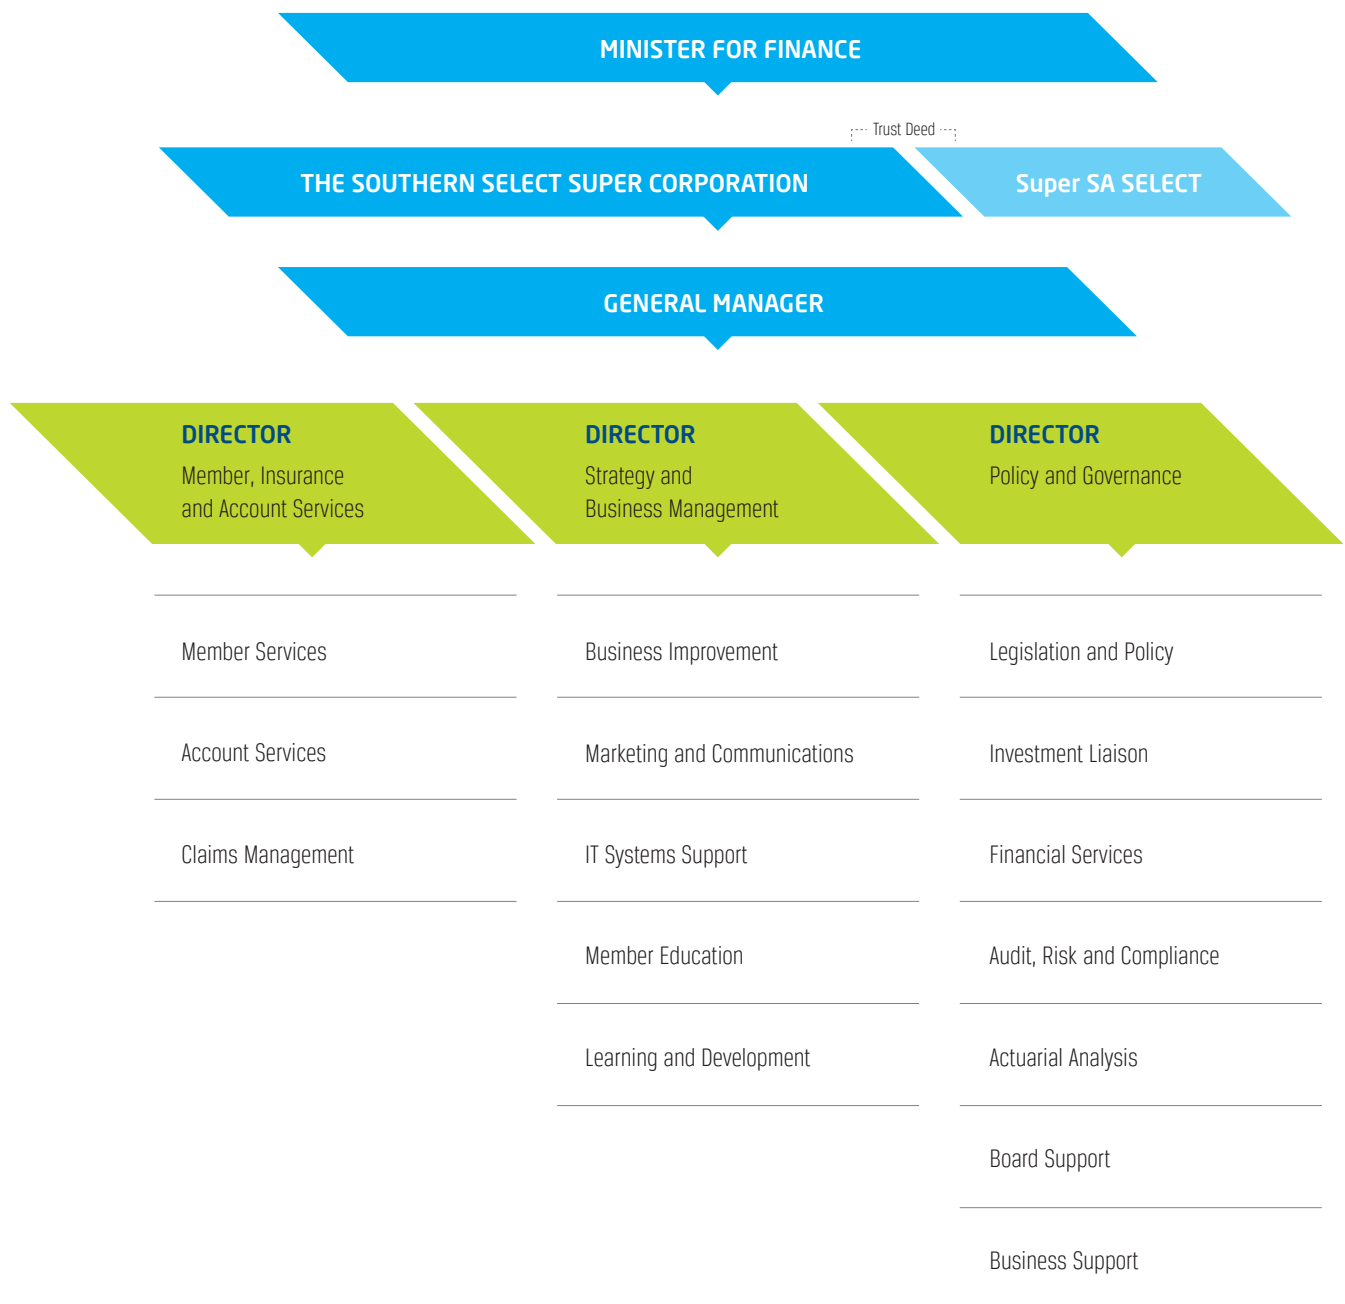 MINISTER FOR FINANCE
Trust Deed
THE SOUTHERN SELECT SUPER CORPORATION
Super SA SELECT
GENERAL MANAGER
DIRECTOR
Member, Insurance
and Account Services
DIRECTOR
Strategy and
Business Management
DIRECTOR
Policy and Governance
Member Services
Account Services
Claims Management
Business Improvement
Marketing and Communications
IT Systems Support
Member Education
Learning and Development
Legislation and Policy
Investment Liaison
Financial Services
Audit, Risk and Compliance
Actuarial Analysis
Board Support
Business Support